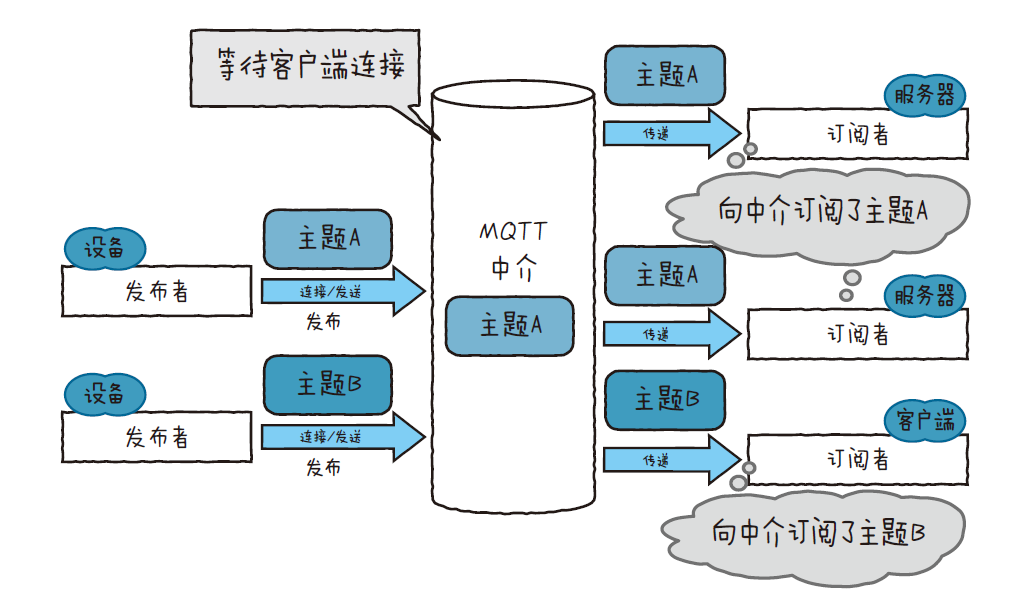 等待客户端连接
设备
发布者
主题A
连接/发送
发布
设备
发布者
主题B
连接/发送
发布
MQTT
中介
主题A
主题A
传递
服务器
订阅者
向中介订阅了主题A
主题A
传递
服务器
订阅者
主题B
传递
客户端
订阅者
向中介订阅了主题B